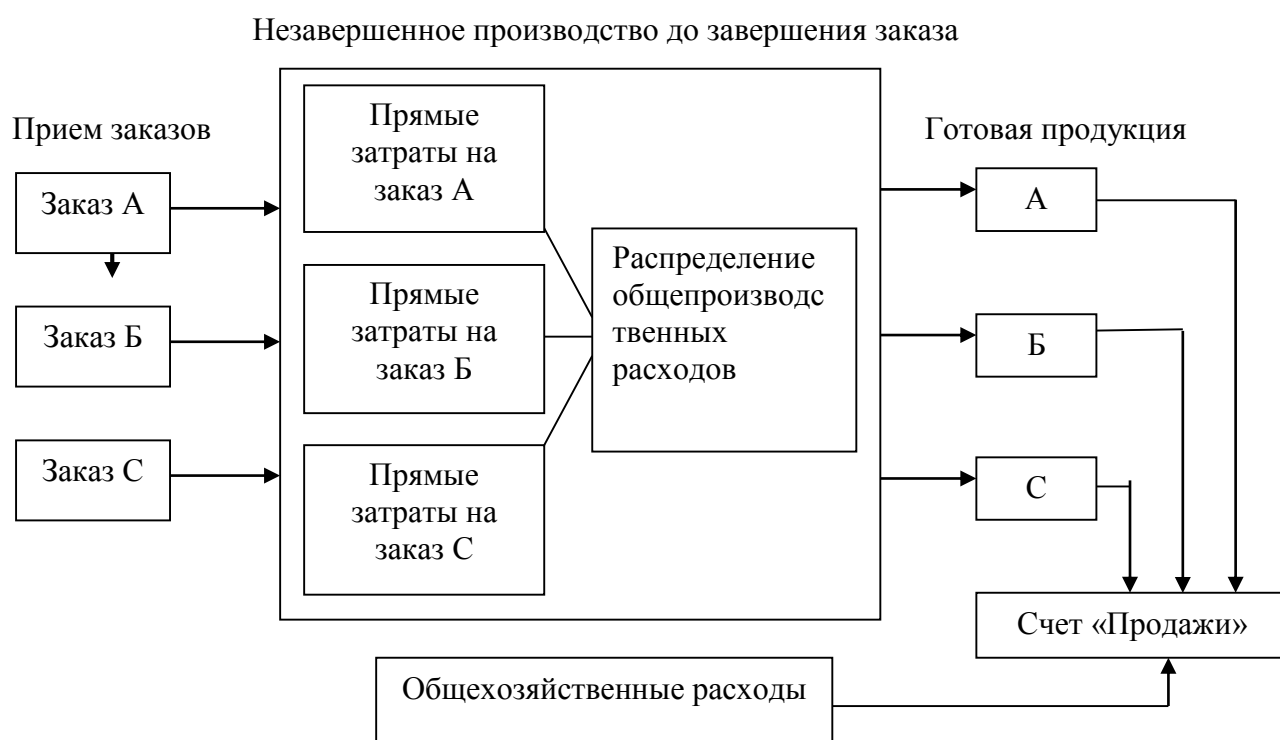 Незавершенное производство до завершения заказа
Прием заказов
Готовая продукция
Заказ А
Заказ Б
Заказ С
Прямые
затраты на
заказ А
Прямые
затраты на
заказ Б
Прямые
затраты на
заказ С
Распределение
общепроизводс
твенных
расходов
А
Б
С
Счет «Продажи»
Общехозяйственные расходы